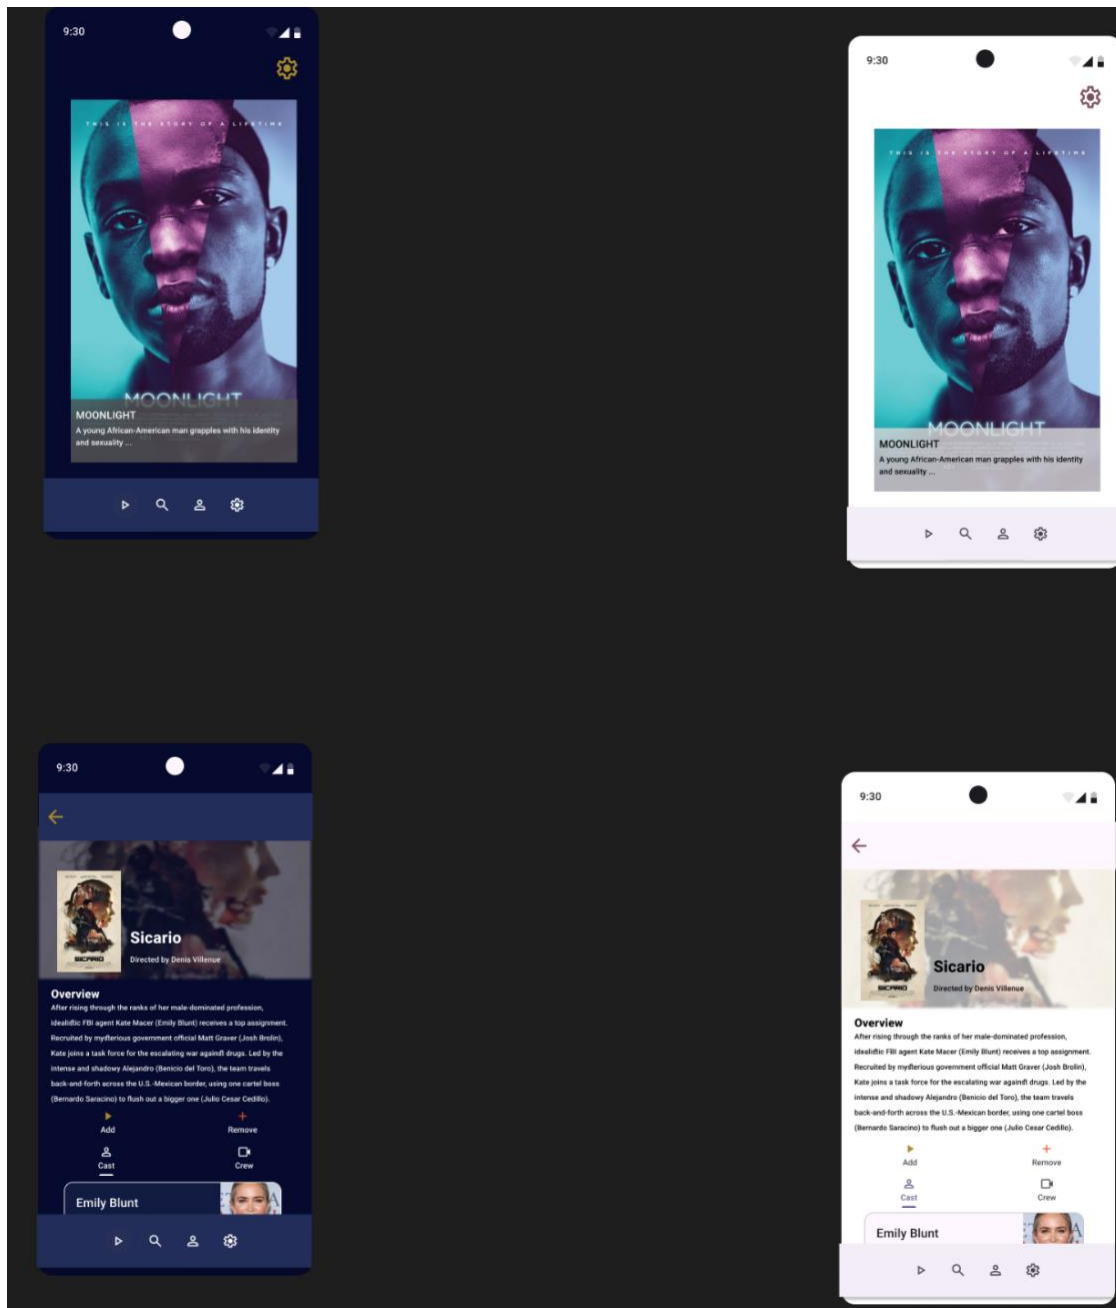 9:30
THIS IS THE STORY OF A LIFETIME
MOONLIGHT
MOONLIGHT
A young African-American man grapples with his identity
and sexuality ...
9:30
THIS IS THE STORY OF A LIFETIME
MOONLIGHT
MOONLIGHT
A young African-American man grapples with his identity
and sexuality ...
9:30
SICARIO
Sicario
Directed by Denis Villenue
Overview
After rising through the ranks of her male-dominated profession,
idealistic FBI agent Kate Macer (Emily Blunt) receives a top assignment.
Recruited by mysterious government official Matt Graver (Josh Brolin),
Kate joins a task force for the escalating war against drugs. Led by the
intense and shadowy Alejandro (Benicio del Toro), the team travels
back-and-forth across the U.S.-Mexican border, using one cartel boss
(Bernardo Saracino) to flush out a bigger one (Julio Cesar Cedillo).
Add Remove
Cast Crew
Emily Blunt
9:30
SICARIO
Sicario
Directed by Denis Villenue
Overview
After rising through the ranks of her male-dominated profession,
idealistic FBI agent Kate Macer (Emily Blunt) receives a top assignment.
Recruited by mysterious government official Matt Graver (Josh Brolin),
Kate joins a task force for the escalating war against drugs. Led by the
intense and shadowy Alejandro (Benicio del Toro), the team travels
back-and-forth across the U.S.-Mexican border, using one cartel boss
(Bernardo Saracino) to flush out a bigger one (Julio Cesar Cedillo).
Add Remove
Cast Crew
Emily Blunt